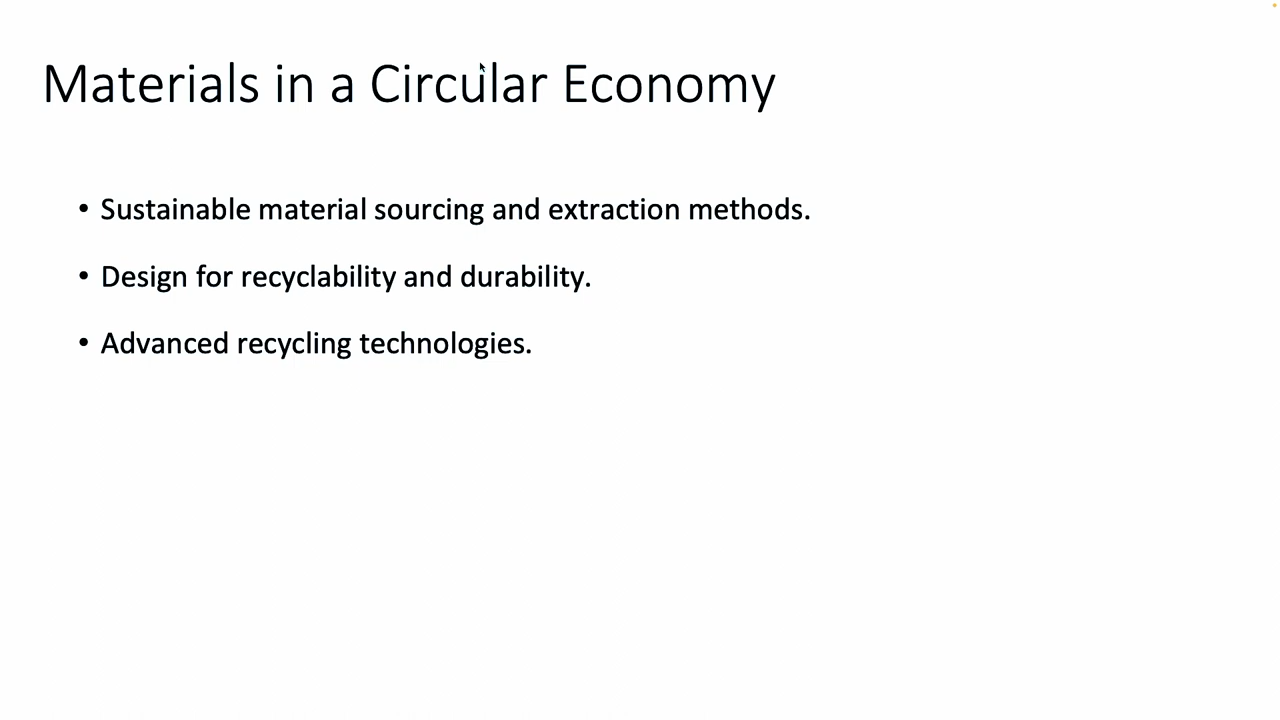 Materials in a Circular Economy
• Sustainable material sourcing and extraction methods.
• Design for recyclability and durability.
• Advanced recycling technologies.